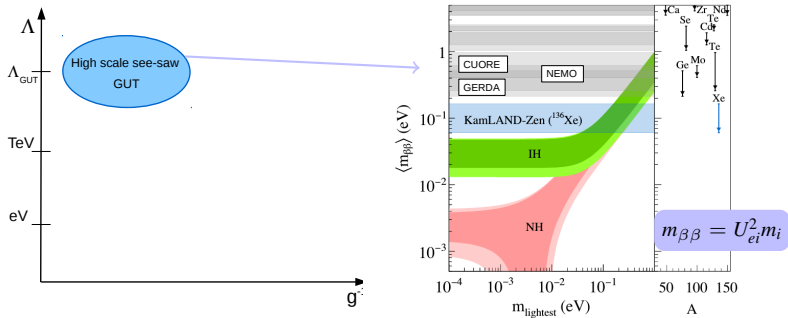 Λ
High scale see-saw
GUT
Λ_GUT
TeV
eV
⟨m_ββ⟩ (eV)
1
10⁻¹
10⁻²
10⁻³
CUORE
NEMO
GERDA
KamLAND-Zen (¹³⁶Xe)
IH
NH
10⁻⁴ 10⁻³ 10⁻² 10⁻¹
m_lightest (eV)
Ca
Zr
Nd
Se
Te
Cd
Te
Ge
Mo
Xe
50 100 150
A
m_ββ = U²_ei m_i